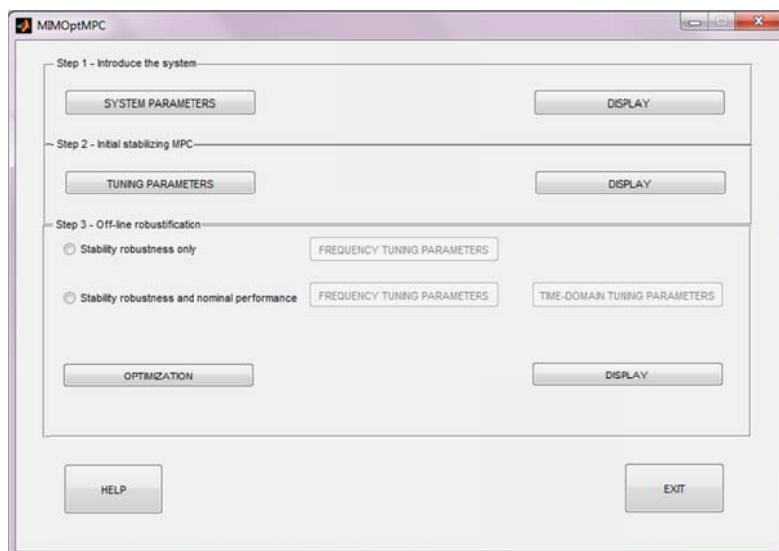 MIMOptMPC
Step 1 - Introduce the system
SYSTEM PARAMETERS DISPLAY
Step 2 - Initial stabilizing MPC
TUNING PARAMETERS DISPLAY
Step 3 - Off-line robustification
Stability robustness only FREQUENCY TUNING PARAMETERS
Stability robustness and nominal performance FREQUENCY TUNING PARAMETERS TIME-DOMAIN TUNING PARAMETERS
OPTIMIZATION DISPLAY
HELP EXIT